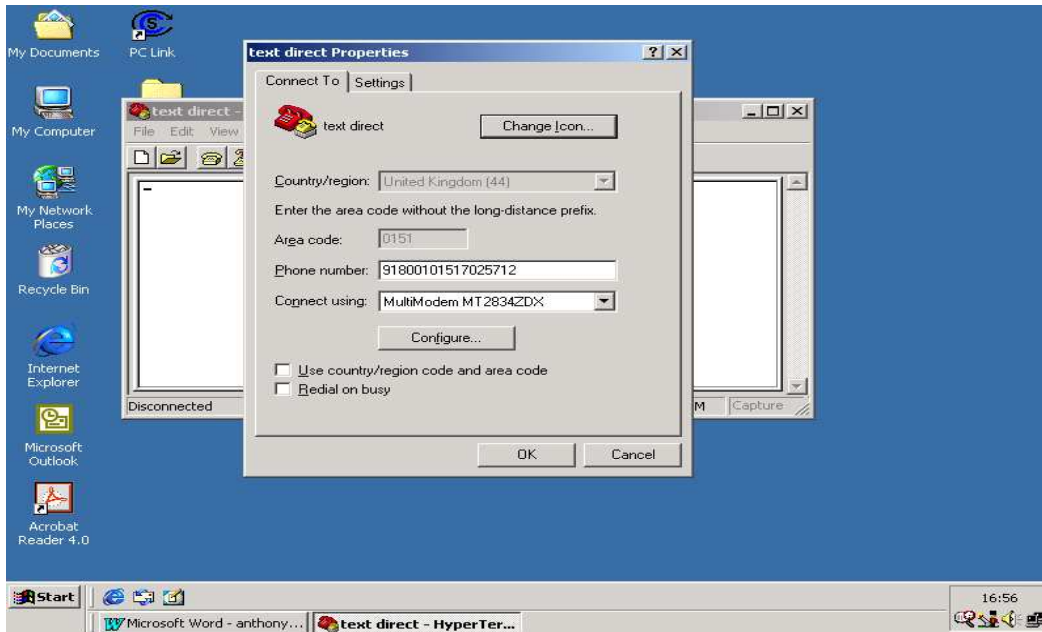 My Documents
PC Link
My Computer
My Network
Places
Recycle Bin
Internet
Explorer
Microsoft
Outlook
Acrobat
Reader 4.0
text direct -
File Edit View
Disconnected
M
Capture
text direct Properties
Connect To
Settings
text direct
Change Icon...
Country/region:
United Kingdom (44)
Enter the area code without the long-distance prefix.
Area code:
0151
Phone number:
91800101517025712
Connect using:
MultiModem MT2834ZDX
Configure...
Use country/region code and area code
Redial on busy
OK
Cancel
Start
16:56
Microsoft Word - anthony...
text direct - HyperTer...